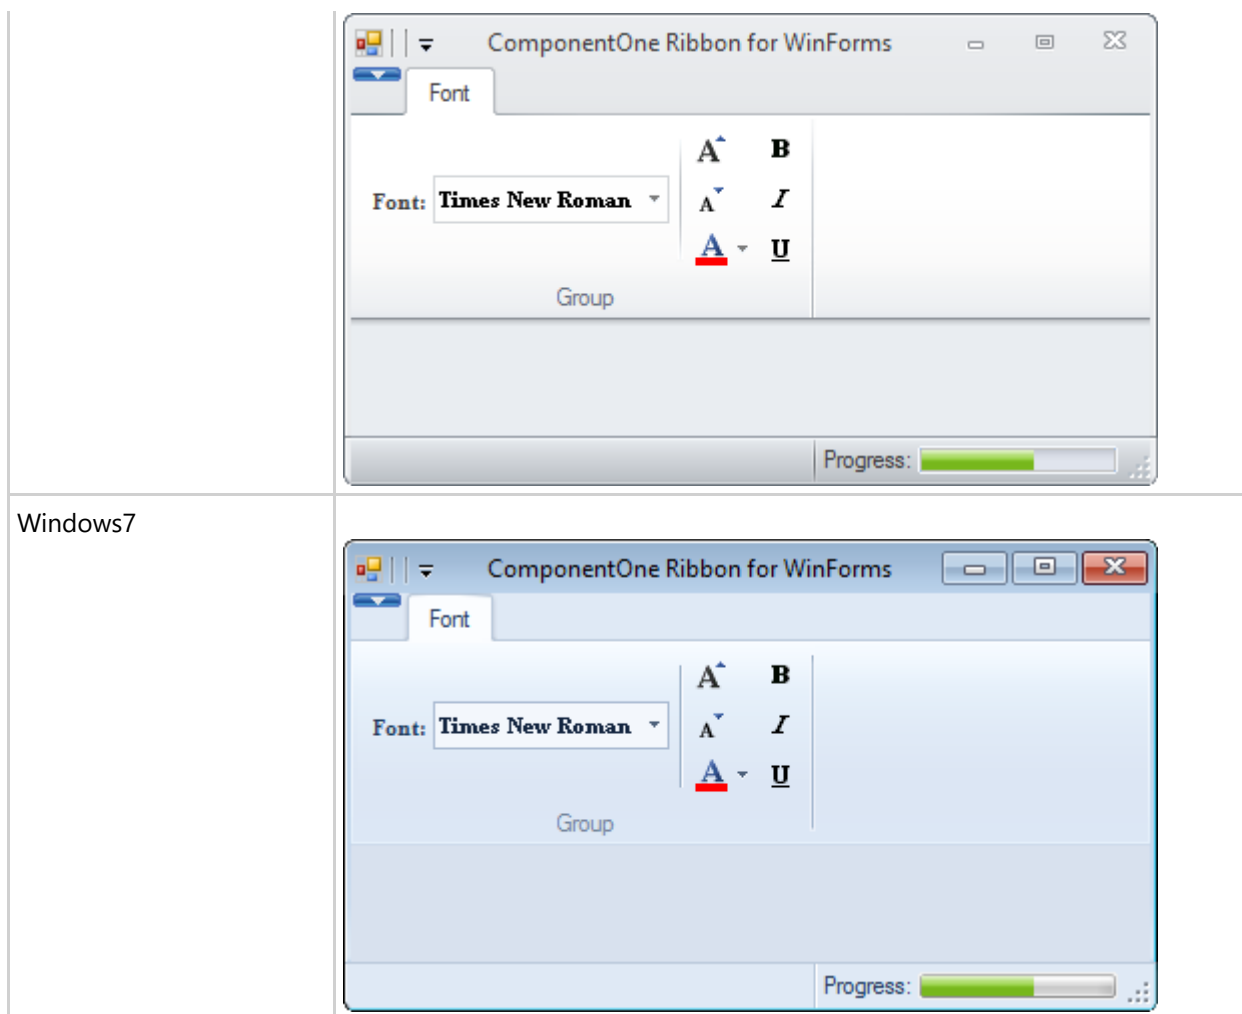 ComponentOne Ribbon for WinForms
Font
A B
Font: Times New Roman A I
A U
Group
Progress:
Windows7
ComponentOne Ribbon for WinForms
Font
A B
Font: Times New Roman A I
A U
Group
Progress: